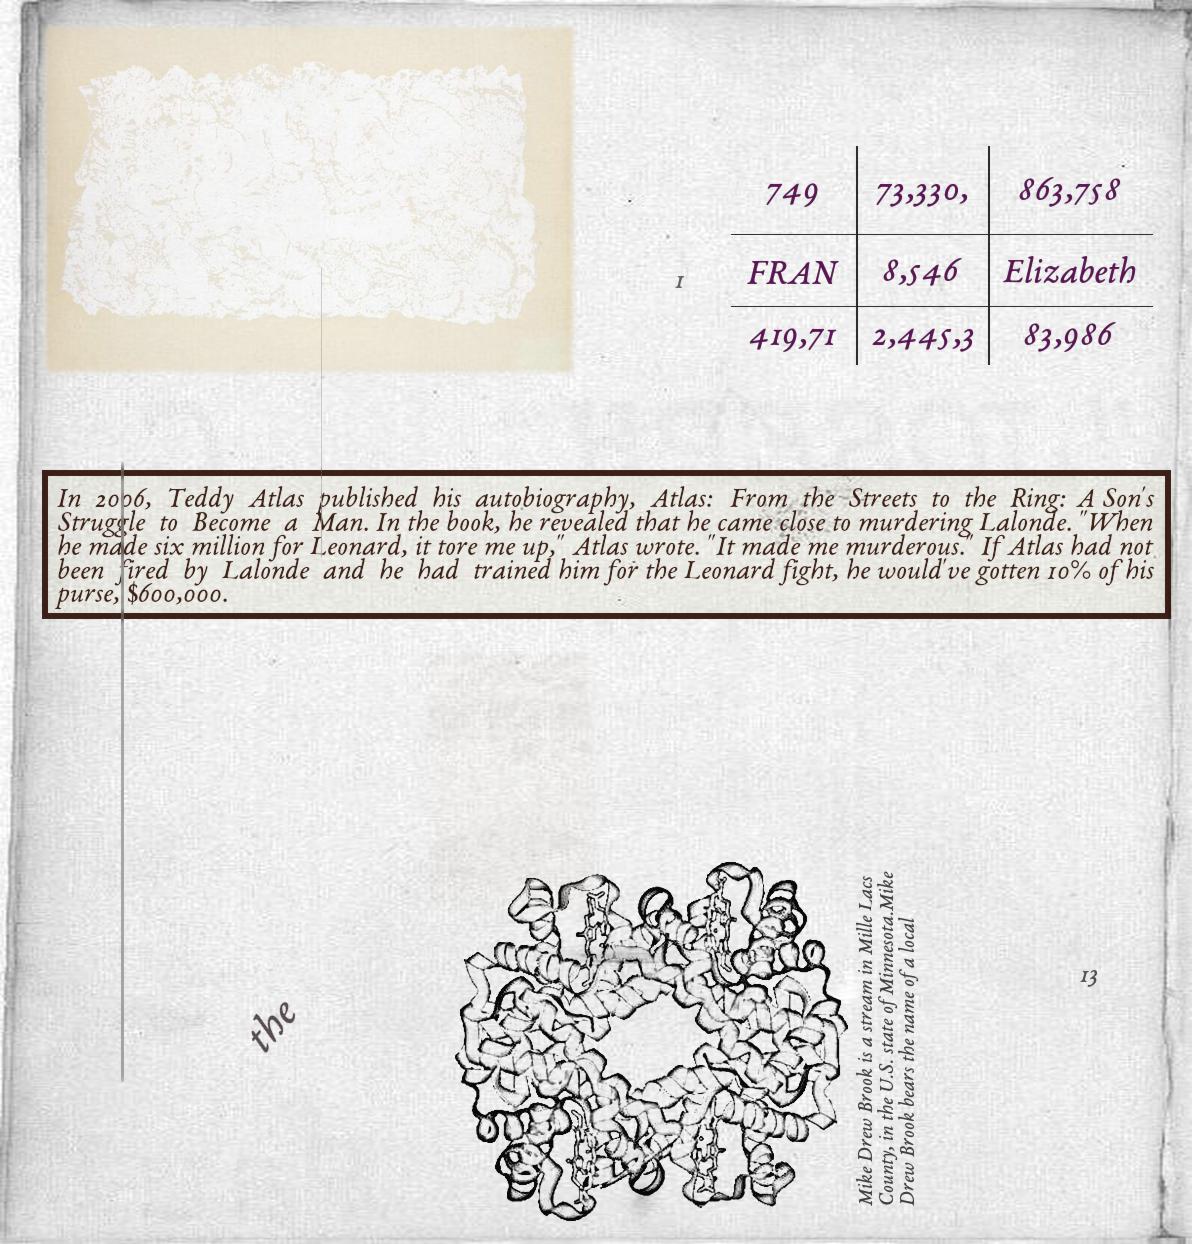 749 73,330, 863,758
1
FRAN 8,546 Elizabeth
419,71 2,445,3 83,986
In 2006, Teddy Atlas published his autobiography, Atlas: From the Streets to the Ring: A Son's
Struggle to Become a Man. In the book, he revealed that he came close to murdering Lalonde. "When
he made six million for Leonard, it tore me up," Atlas wrote. "It made me murderous." If Atlas had not
been fired by Lalonde and he had trained him for the Leonard fight, he would've gotten 10% of his
purse, $600,000.
the
Mike Drew Brook is a stream in Mille Lacs
County, in the U.S. state of Minnesota.Mike
Drew Brook bears the name of a local
13